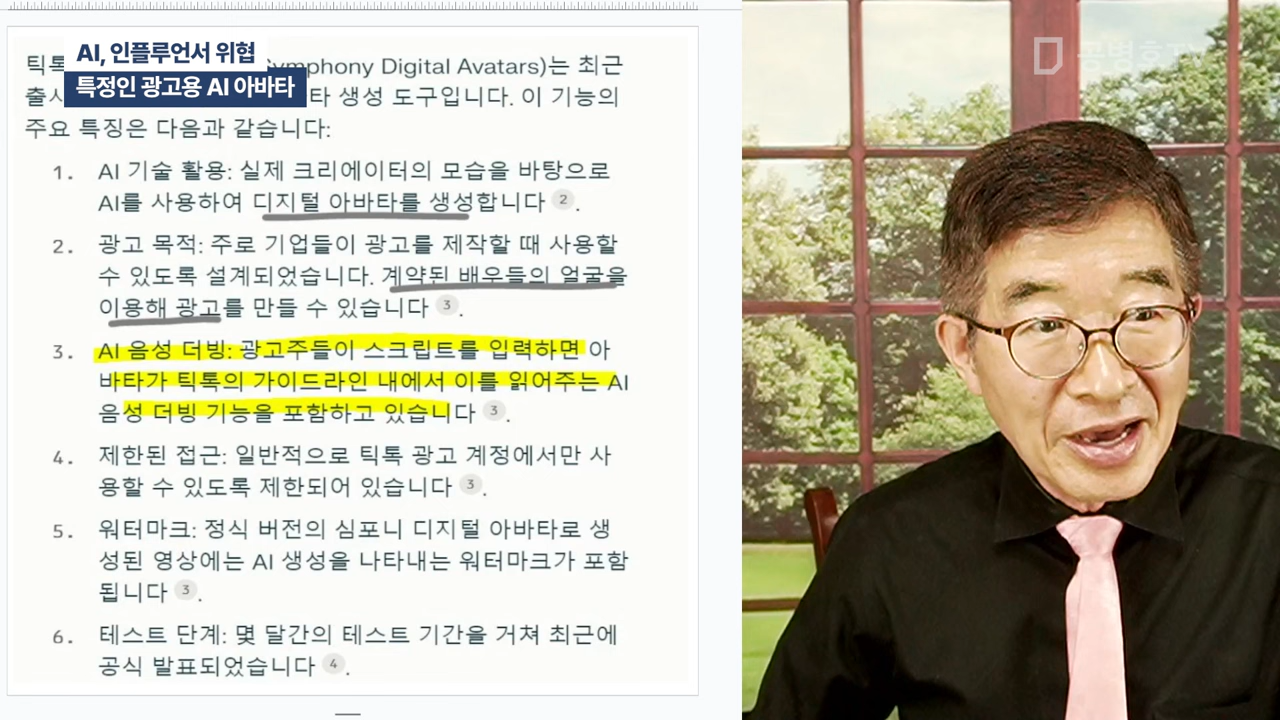 AI, 인플루언서 위협
특정인 광고용 AI 아바타
틱톡 Symphony Digital Avatars)는 최근
출시 타 생성 도구입니다. 이 기능의
주요 특징은 다음과 같습니다:
1. AI 기술 활용: 실제 크리에이터의 모습을 바탕으로
AI를 사용하여 디지털 아바타를 생성합니다 2.
2. 광고 목적: 주로 기업들이 광고를 제작할 때 사용할
수 있도록 설계되었습니다. 계약된 배우들의 얼굴을
이용해 광고를 만들 수 있습니다 3.
3. AI 음성 더빙: 광고주들이 스크립트를 입력하면 아
바타가 틱톡의 가이드라인 내에서 이를 읽어주는 AI
음성 더빙 기능을 포함하고 있습니다 3.
4. 제한된 접근: 일반적으로 틱톡 광고 계정에서만 사
용할 수 있도록 제한되어 있습니다 3.
5. 워터마크: 정식 버전의 심포니 디지털 아바타로 생
성된 영상에는 AI 생성을 나타내는 워터마크가 포함
됩니다 3.
6. 테스트 단계: 몇 달간의 테스트 기간을 거쳐 최근에
공식 발표되었습니다 4.
공병호